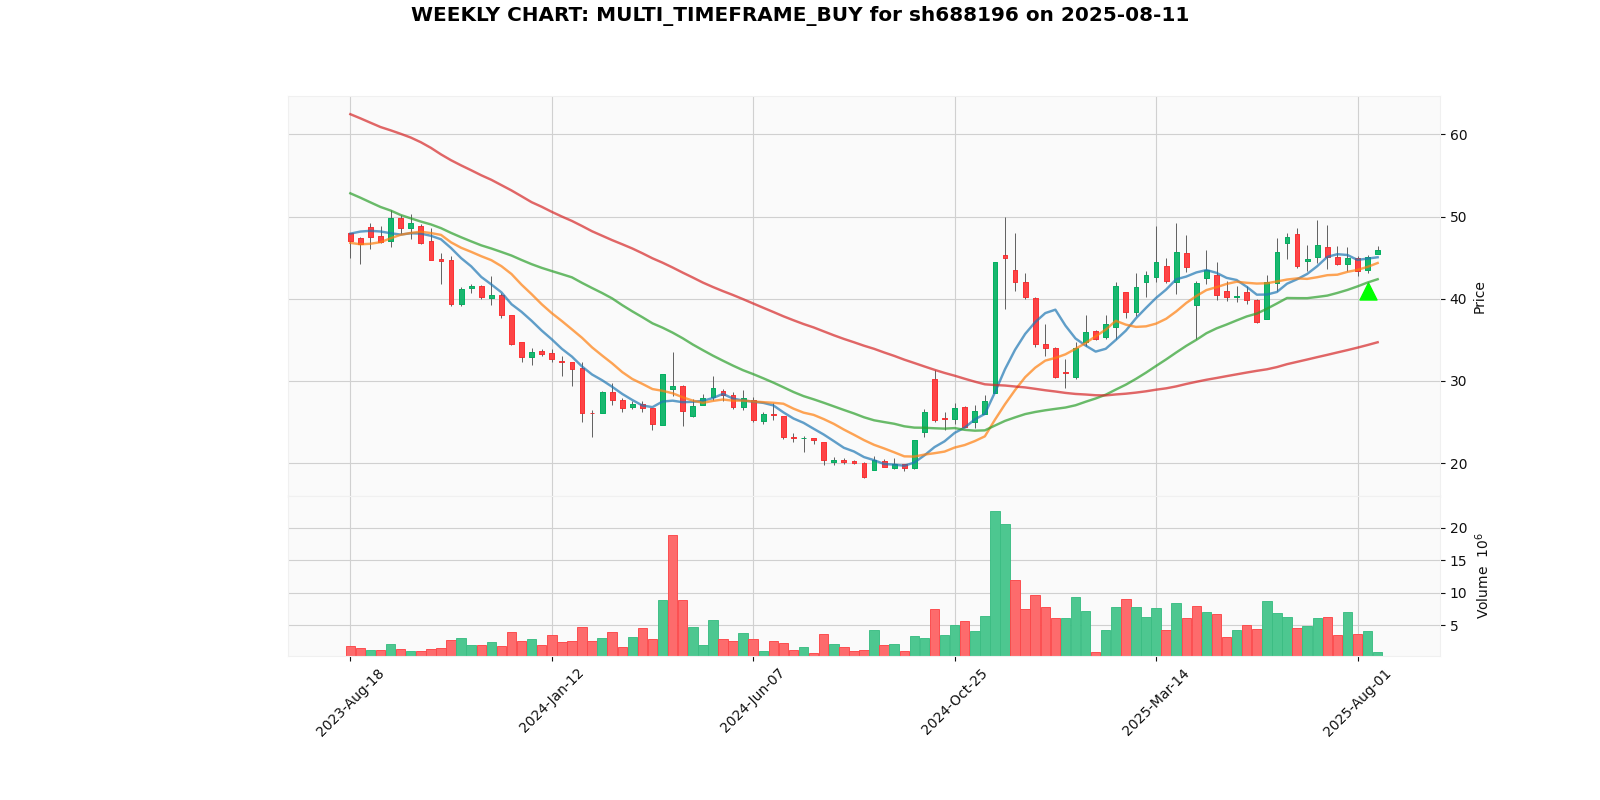 WEEKLY CHART: MULTI_TIMEFRAME_BUY for sh688196 on 2025-08-11
60
50
40
30
20
Price
20
15
10
5
Volume 10⁶
2023-Aug-18
2024-Jan-12
2024-Jun-07
2024-Oct-25
2025-Mar-14
2025-Aug-01